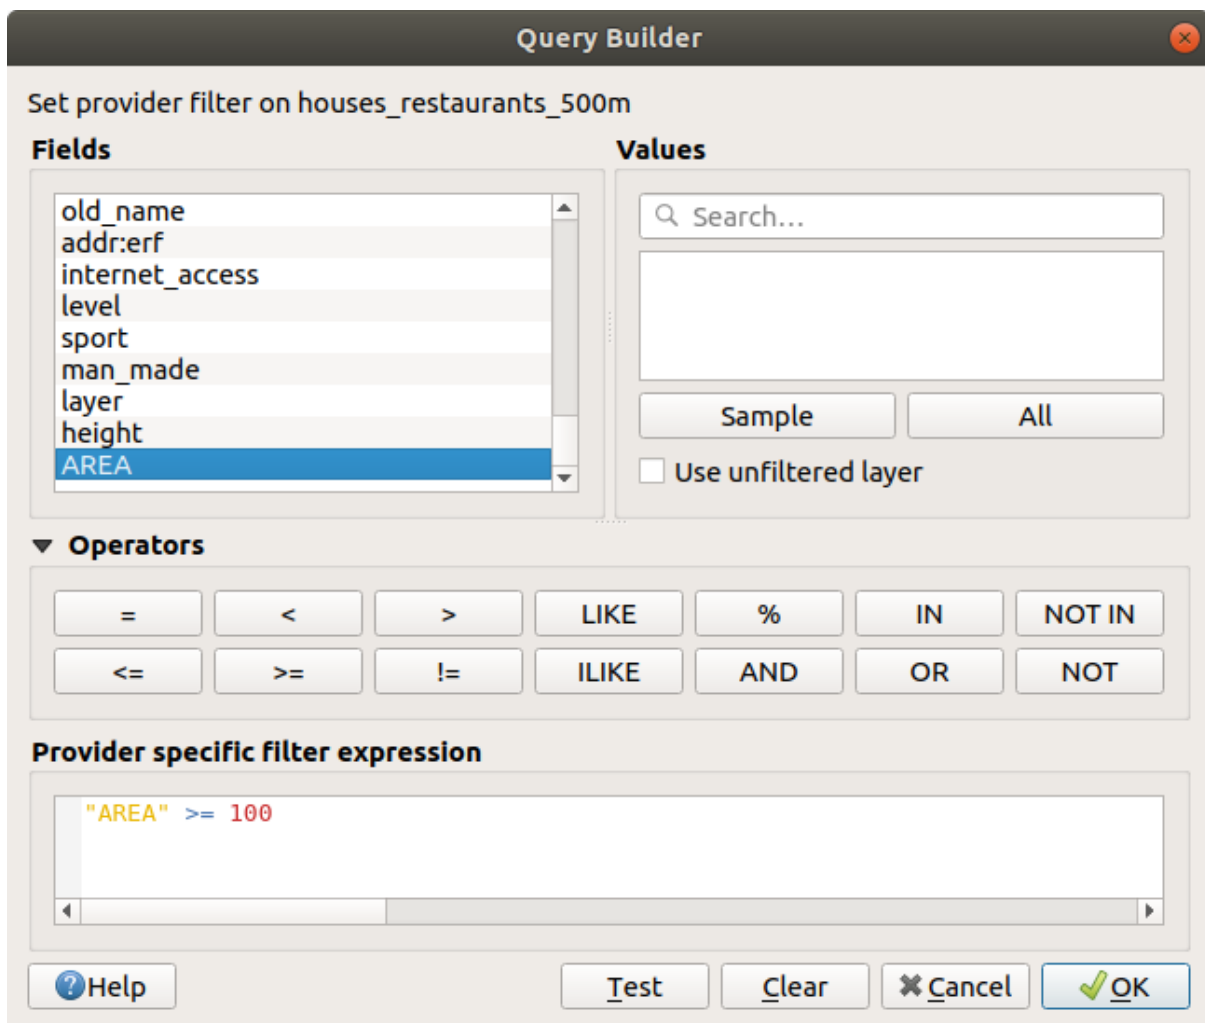 Query Builder
Set provider filter on houses_restaurants_500m
Fields
Values
old_name
addr:erf
internet_access
level
sport
man_made
layer
height
AREA
Search...
Sample
All
Use unfiltered layer
Operators
= < > LIKE % IN NOT IN
<= >= != ILIKE AND OR NOT
Provider specific filter expression
"AREA" >= 100
Help
Test
Clear
Cancel
OK